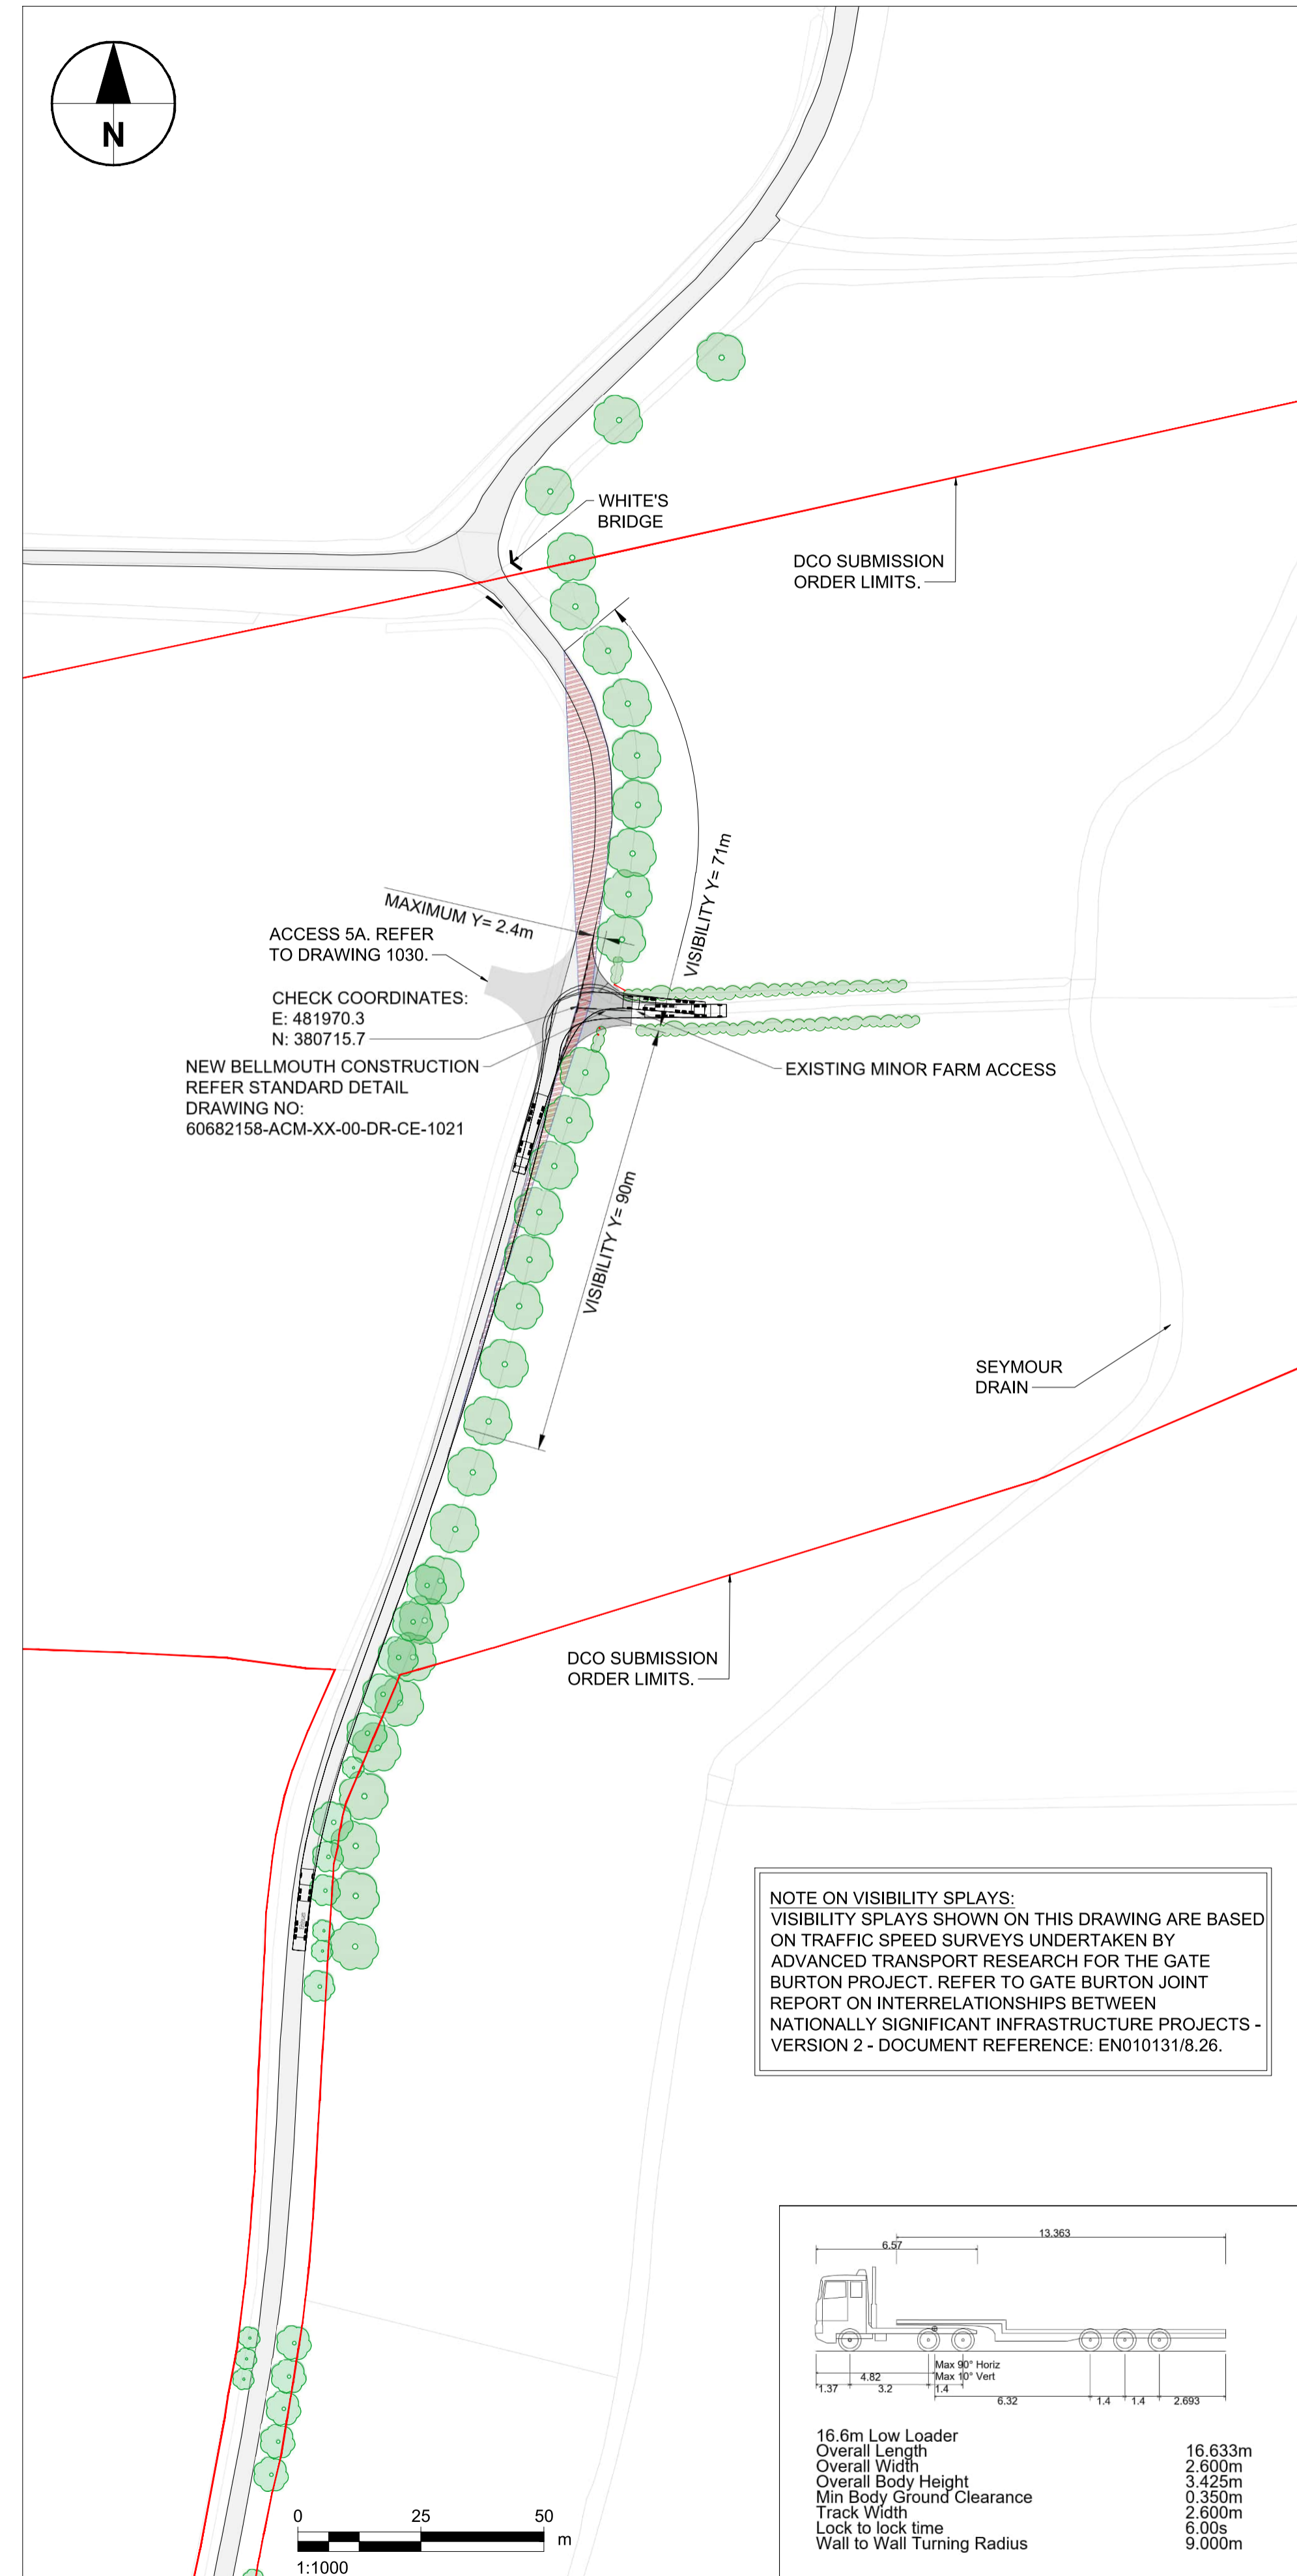 N
WHITE'S
BRIDGE
DCO SUBMISSION
ORDER LIMITS.
VISIBILITY Y= 71m
MAXIMUM Y= 2.4m
ACCESS 5A. REFER
TO DRAWING 1030.
CHECK COORDINATES:
E: 481970.3
N: 380715.7
NEW BELLMOUTH CONSTRUCTION
REFER STANDARD DETAIL
DRAWING NO:
60682158-ACM-XX-00-DR-CE-1021
EXISTING MINOR FARM ACCESS
VISIBILITY Y= 90m
SEYMOUR
DRAIN
DCO SUBMISSION
ORDER LIMITS.
NOTE ON VISIBILITY SPLAYS:
VISIBILITY SPLAYS SHOWN ON THIS DRAWING ARE BASED
ON TRAFFIC SPEED SURVEYS UNDERTAKEN BY
ADVANCED TRANSPORT RESEARCH FOR THE GATE
BURTON PROJECT. REFER TO GATE BURTON JOINT
REPORT ON INTERRELATIONSHIPS BETWEEN
NATIONALLY SIGNIFICANT INFRASTRUCTURE PROJECTS -
VERSION 2 - DOCUMENT REFERENCE: EN010131/8.26.
13.363
6.57
Max 90° Horiz
Max 10° Vert
4.82
1.37 3.2 1.4
6.32 1.4 1.4 2.693
16.6m Low Loader
Overall Length 16.633m
Overall Width 2.600m
Overall Body Height 3.425m
Min Body Ground Clearance 0.350m
Track Width 2.600m
Lock to lock time 6.00s
Wall to Wall Turning Radius 9.000m
0 25 50
m
1:1000